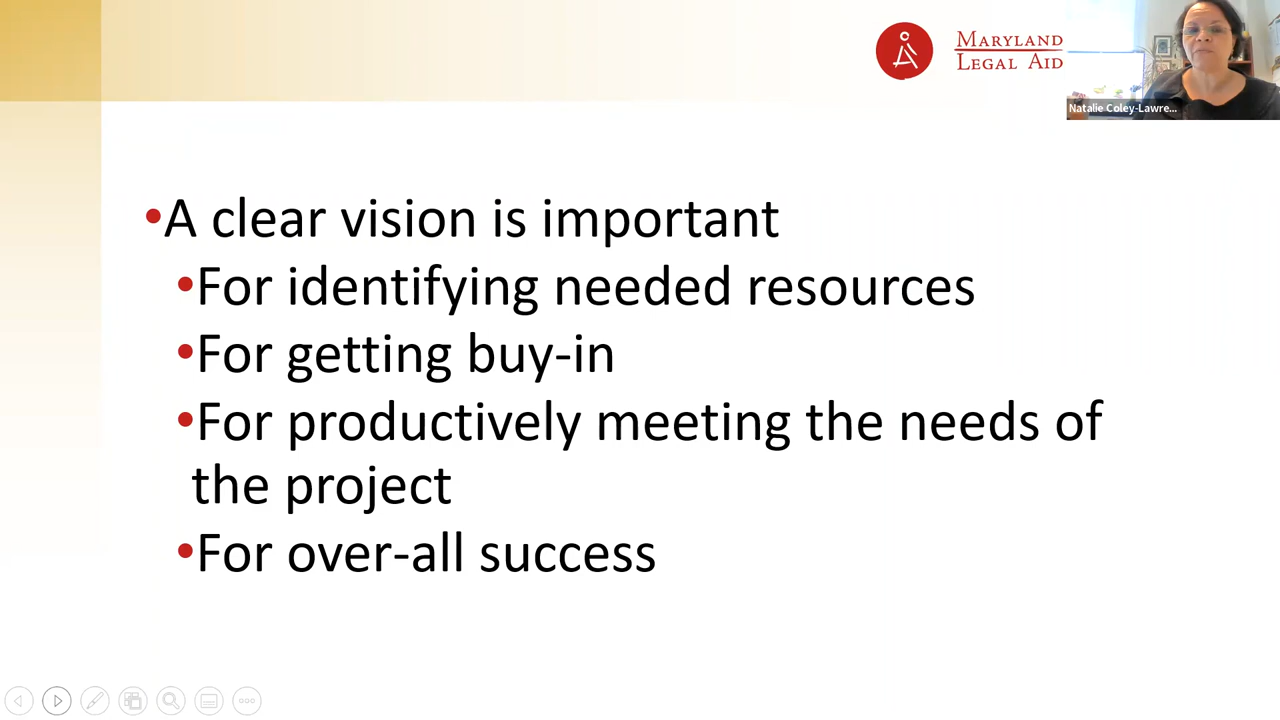 MARYLAND
LEGAL AID
Natalie Coley-Lawre...
•A clear vision is important
•For identifying needed resources
•For getting buy-in
•For productively meeting the needs of
the project
•For over-all success